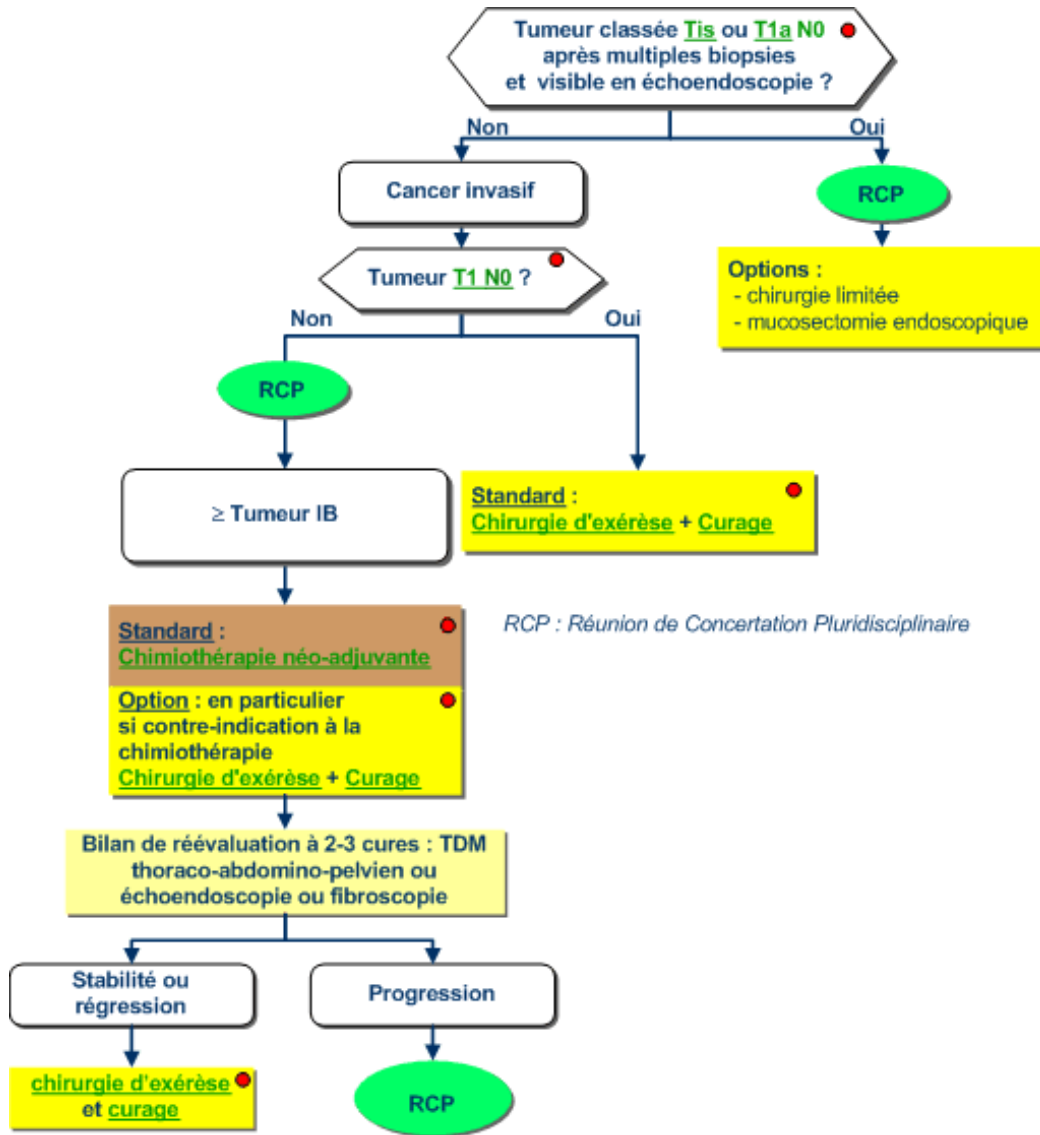 Tumeur classée Tis ou T1a N0
après multiples biopsies
et visible en échoendoscopie ?
Non
Oui
Cancer invasif
RCP
Tumeur T1 N0 ?
Options :
- chirurgie limitée
- mucosectomie endoscopique
Non
Oui
RCP
≥ Tumeur IB
Standard :
Chirurgie d'exérèse + Curage
RCP : Réunion de Concertation Pluridisciplinaire
Standard :
Chimiothérapie néo-adjuvante
Option : en particulier
si contre-indication à la
chimiothérapie
Chirurgie d'exérèse + Curage
Bilan de réévaluation à 2-3 cures : TDM
thoraco-abdomino-pelvien ou
échoendoscopie ou fibroscopie
Stabilité ou
régression
Progression
chirurgie d'exérèse
et curage
RCP